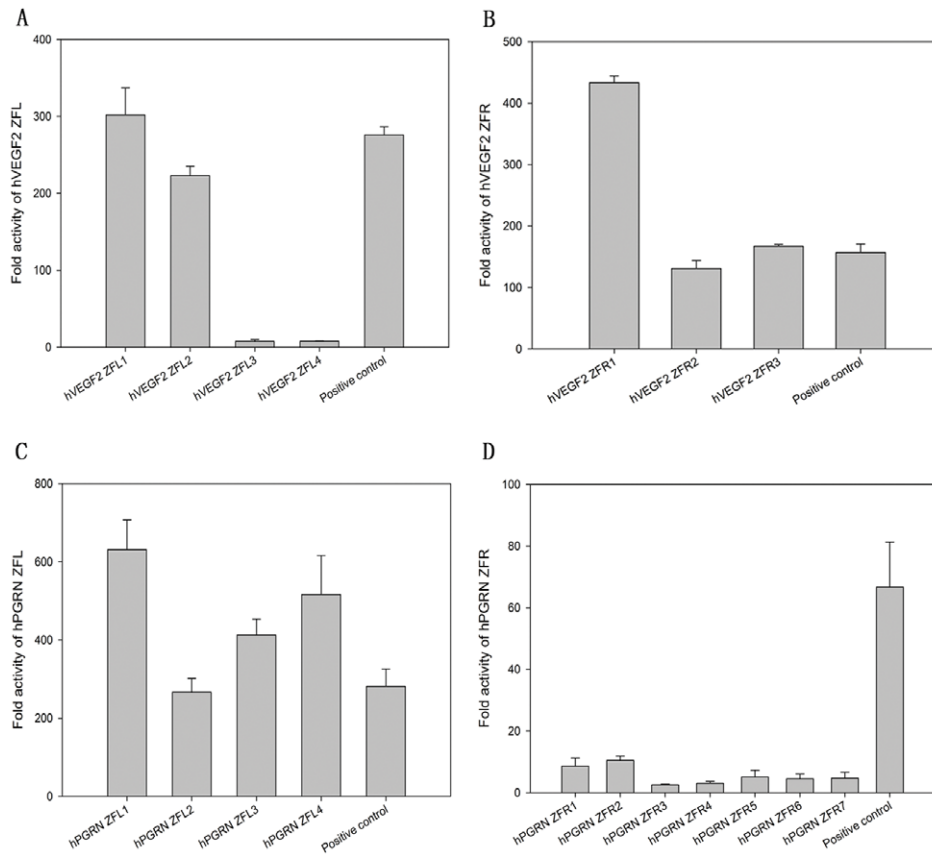 A
Fold activity of hVEGF2 ZFL
400
300
200
100
0
hVEGF2 ZFL1
hVEGF2 ZFL2
hVEGF2 ZFL3
hVEGF2 ZFL4
Positive control
B
Fold activity of hVEGF2 ZFR
500
400
300
200
100
0
hVEGF2 ZFR1
hVEGF2 ZFR2
hVEGF2 ZFR3
Positive control
C
Fold activity of hPGRN ZFL
800
600
400
200
0
hPGRN ZFL1
hPGRN ZFL2
hPGRN ZFL3
hPGRN ZFL4
Positive control
D
Fold activity of hPGRN ZFR
100
80
60
40
20
0
hPGRN ZFR1
hPGRN ZFR2
hPGRN ZFR3
hPGRN ZFR4
hPGRN ZFR5
hPGRN ZFR6
hPGRN ZFR7
Positive control